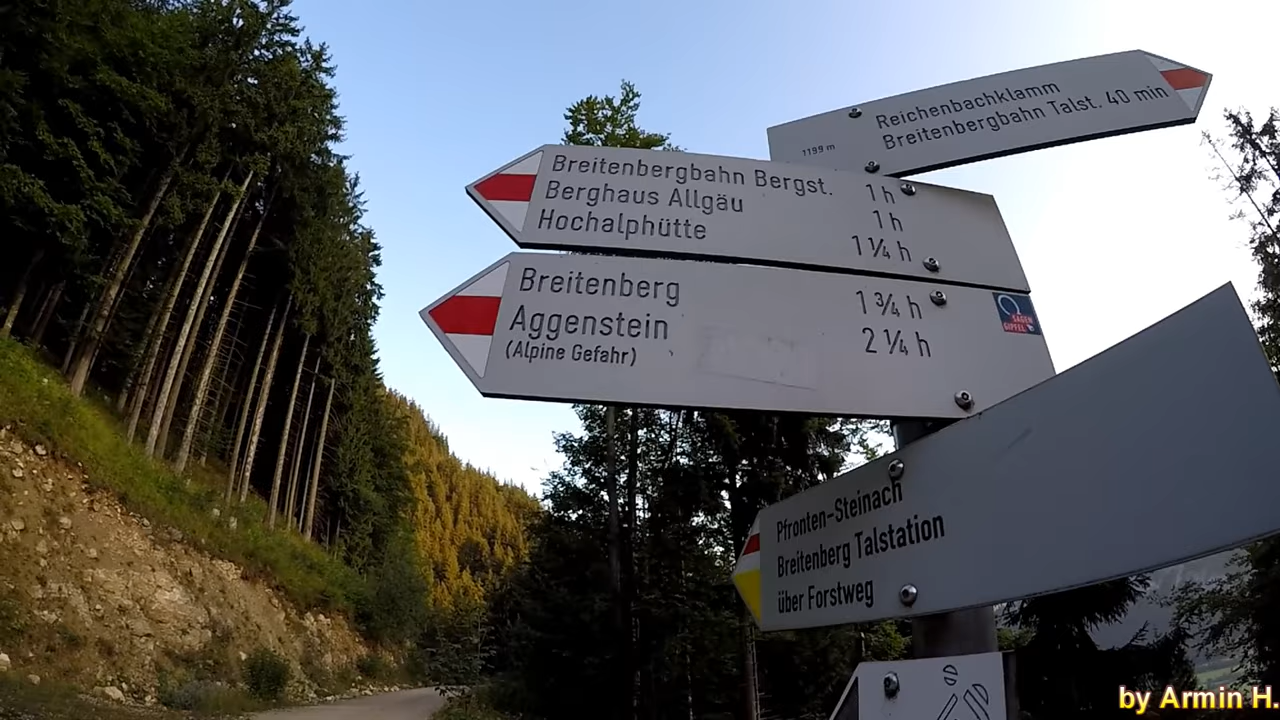 Reichenbachklamm
Breitenbergbahn Talst. 40 min
1199 m
Breitenbergbahn Bergst. 1 h
Berghaus Allgäu 1 h
Hochalphütte 1 ¼ h
Breitenberg 1 ¾ h
Aggenstein 2 ¼ h
(Alpine Gefahr)
SAGEN
GIPFEL
Pfronten-Steinach
Breitenberg Talstation
über Forstweg
by Armin H.